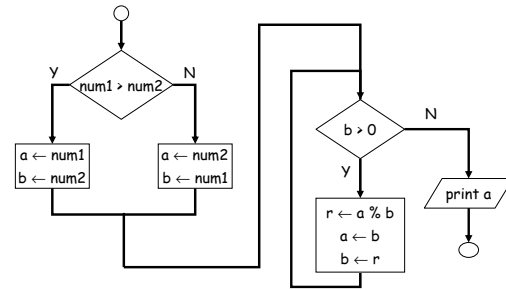 Y
num1 > num2
N
a ← num1
b ← num2
a ← num2
b ← num1
b > 0
N
Y
r ← a % b
a ← b
b ← r
print a